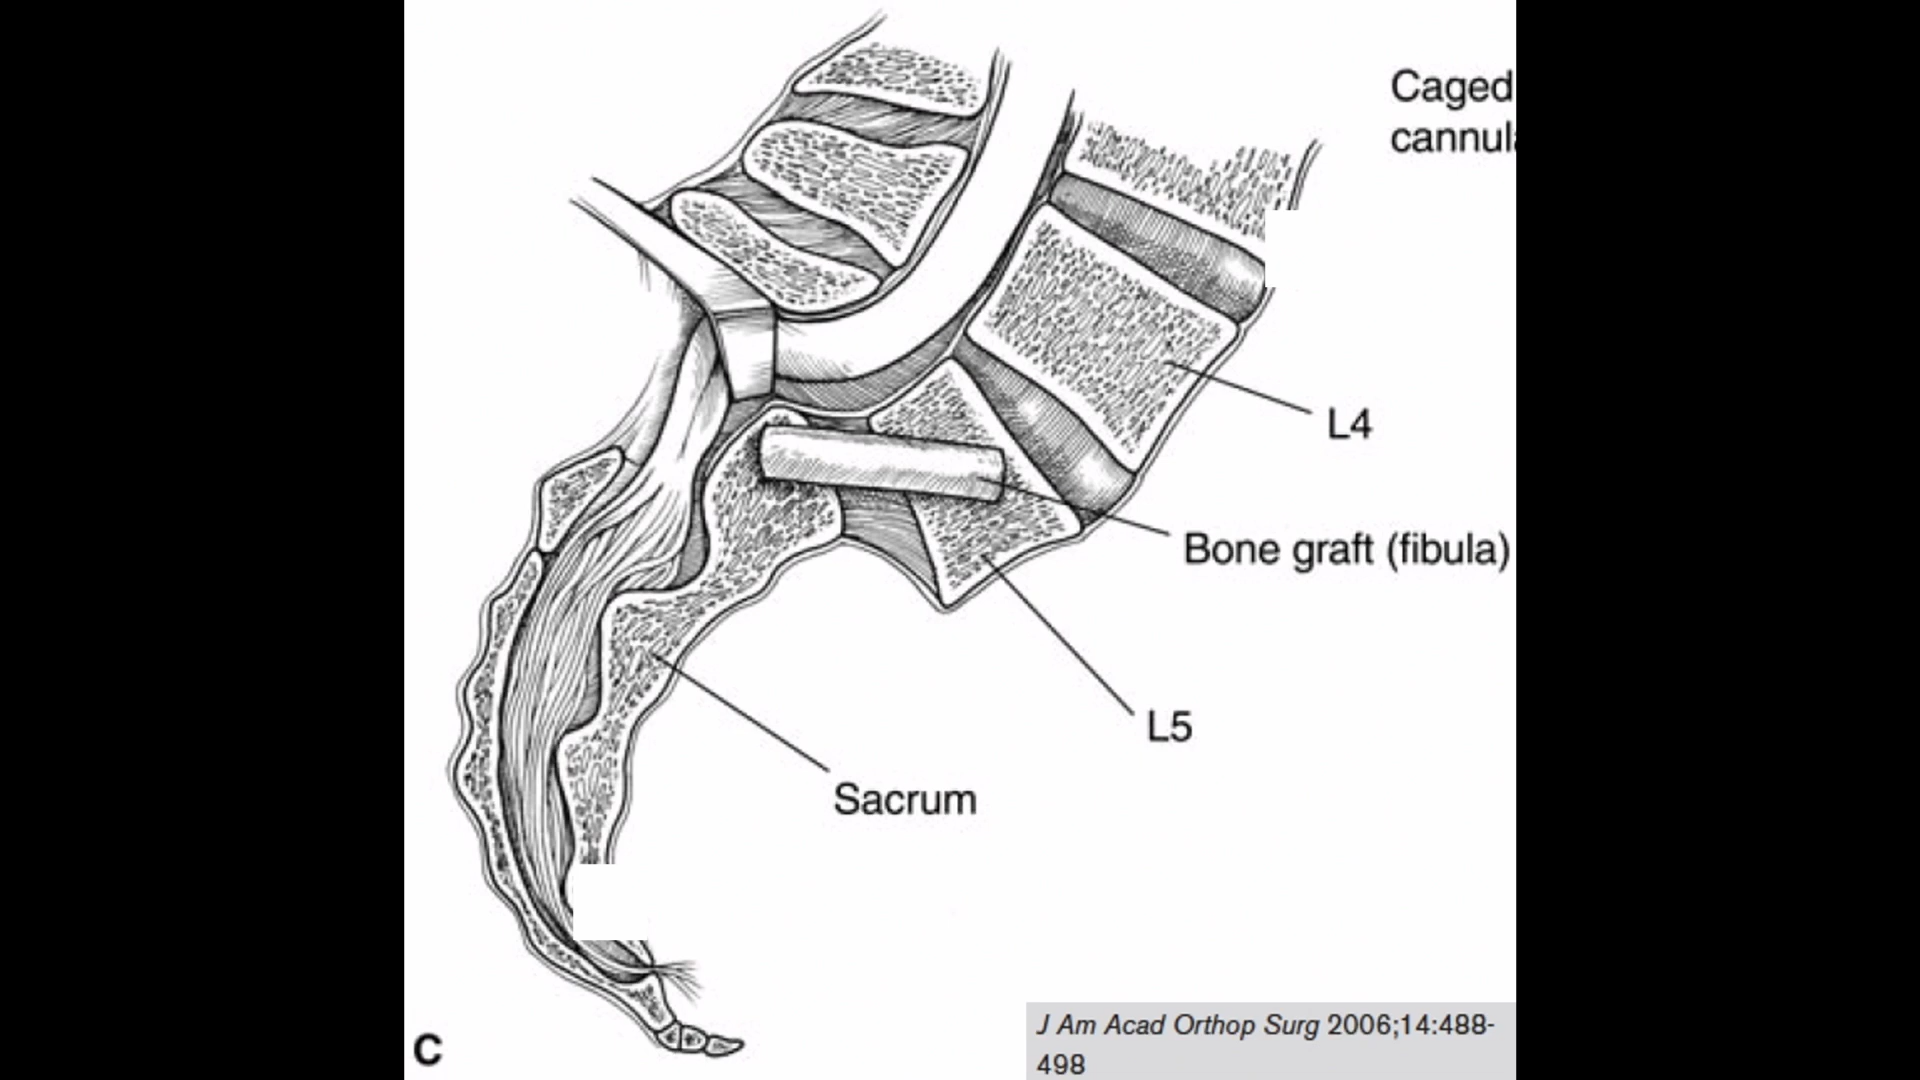 Caged
cannul
L4
Bone graft (fibula)
L5
Sacrum
C
J Am Acad Orthop Surg 2006;14:488-
498